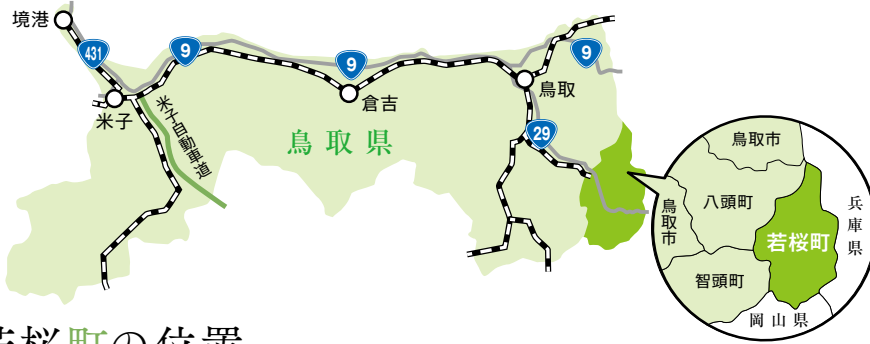 境港
431
9
9
9
米子
米子自動車道
倉吉
鳥取
鳥取県
29
鳥取市
八頭町
鳥取市
若桜町
兵庫県
智頭町
岡山県
若桜町の位置